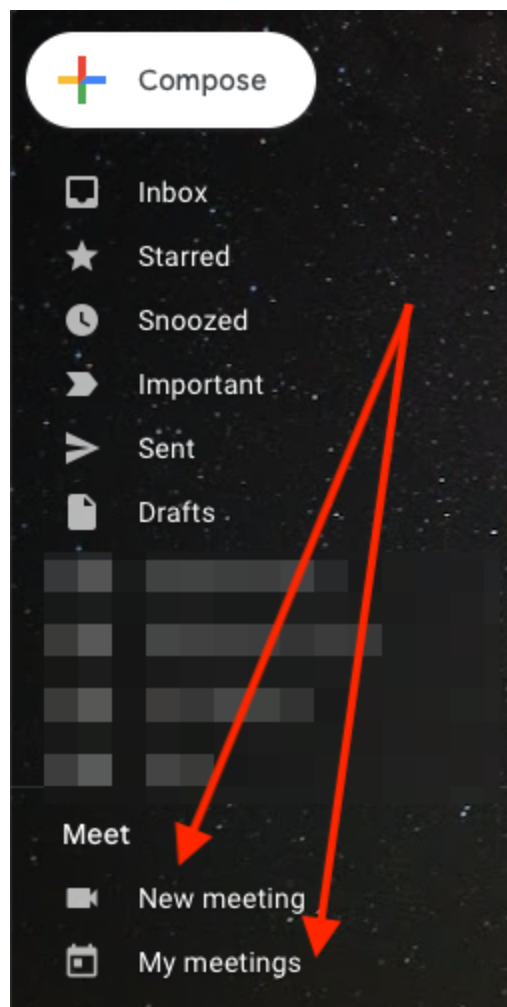 Compose
Inbox
Starred
Snoozed
Important
Sent
Drafts
Meet
New meeting
My meetings